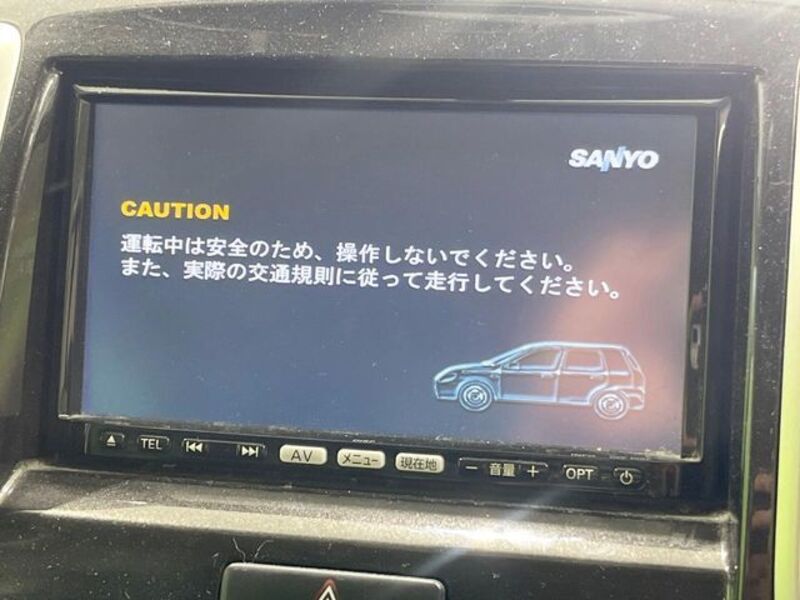 SANYO
CAUTION
運転中は安全のため、操作しないでください。
また、実際の交通規則に従って走行してください。
TEL AV メニュー 現在地 − 音量 + OPT